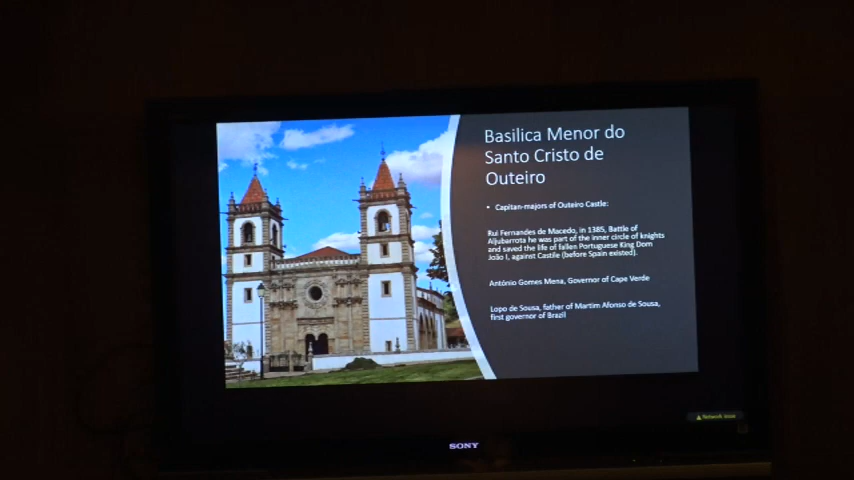 Basilica Menor do
Santo Cristo de
Outeiro
• Capitan-majors of Outeiro Castle:
Rui Fernandes de Macedo, in 1385, Battle of
Aljubarrota he was part of the inner circle of knights
and saved the life of fallen Portuguese King Dom
João I, against Castile (before Spain existed).
António Gomes Mena, Governor of Cape Verde
Lopo de Sousa, father of Martim Afonso de Sousa,
first governor of Brazil
Network
SONY